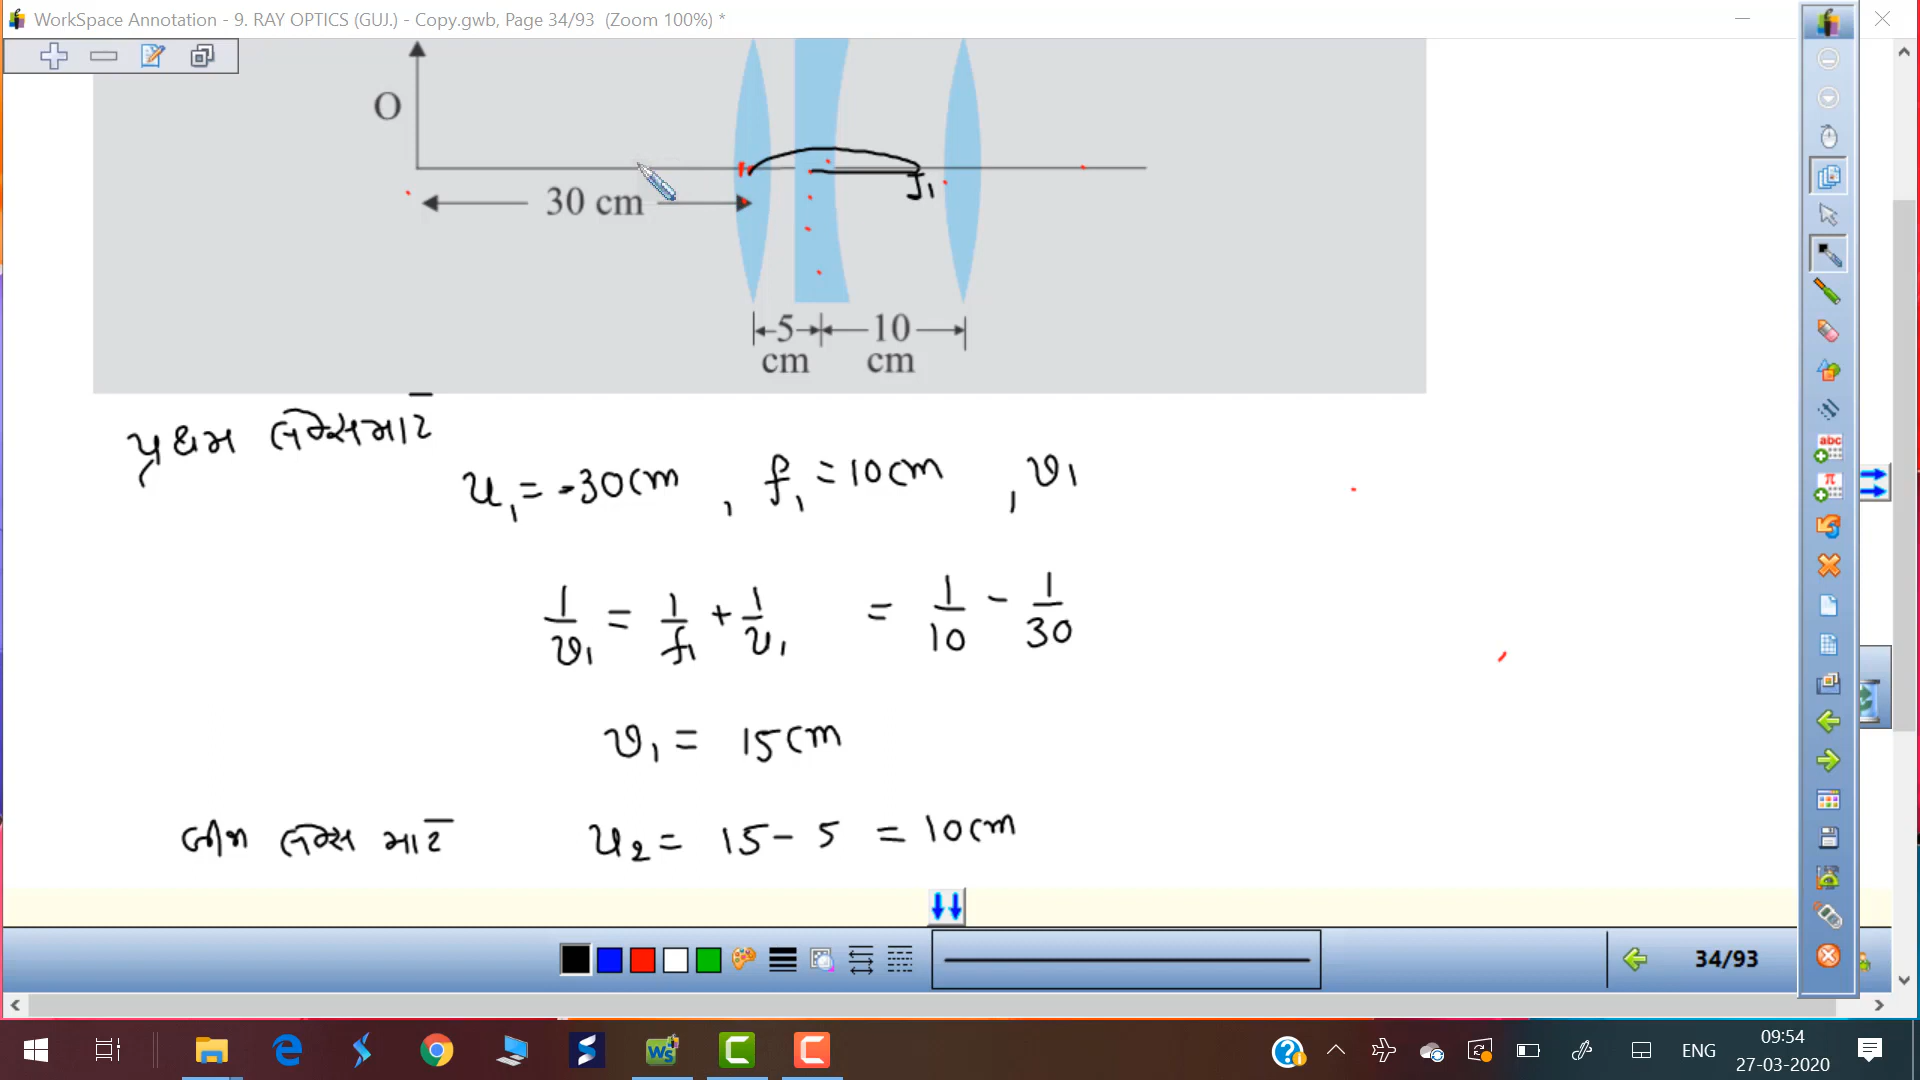 WorkSpace Annotation - 9. RAY OPTICS (GUJ.) - Copy.gwb, Page 34/93 (Zoom 100%) *
O
I₁
30 cm
5 cm
10 cm
પ્રથમ લેન્સ માટે
u₁ = -30cm , f₁ = 10cm , v₁
1/v₁ = 1/f₁ + 1/u₁ = 1/10 - 1/30
v₁ = 15cm
બીજા લેન્સ માટે u₂ = 15 - 5 = 10cm
abc
π
34/93
ENG
09:54
27-03-2020